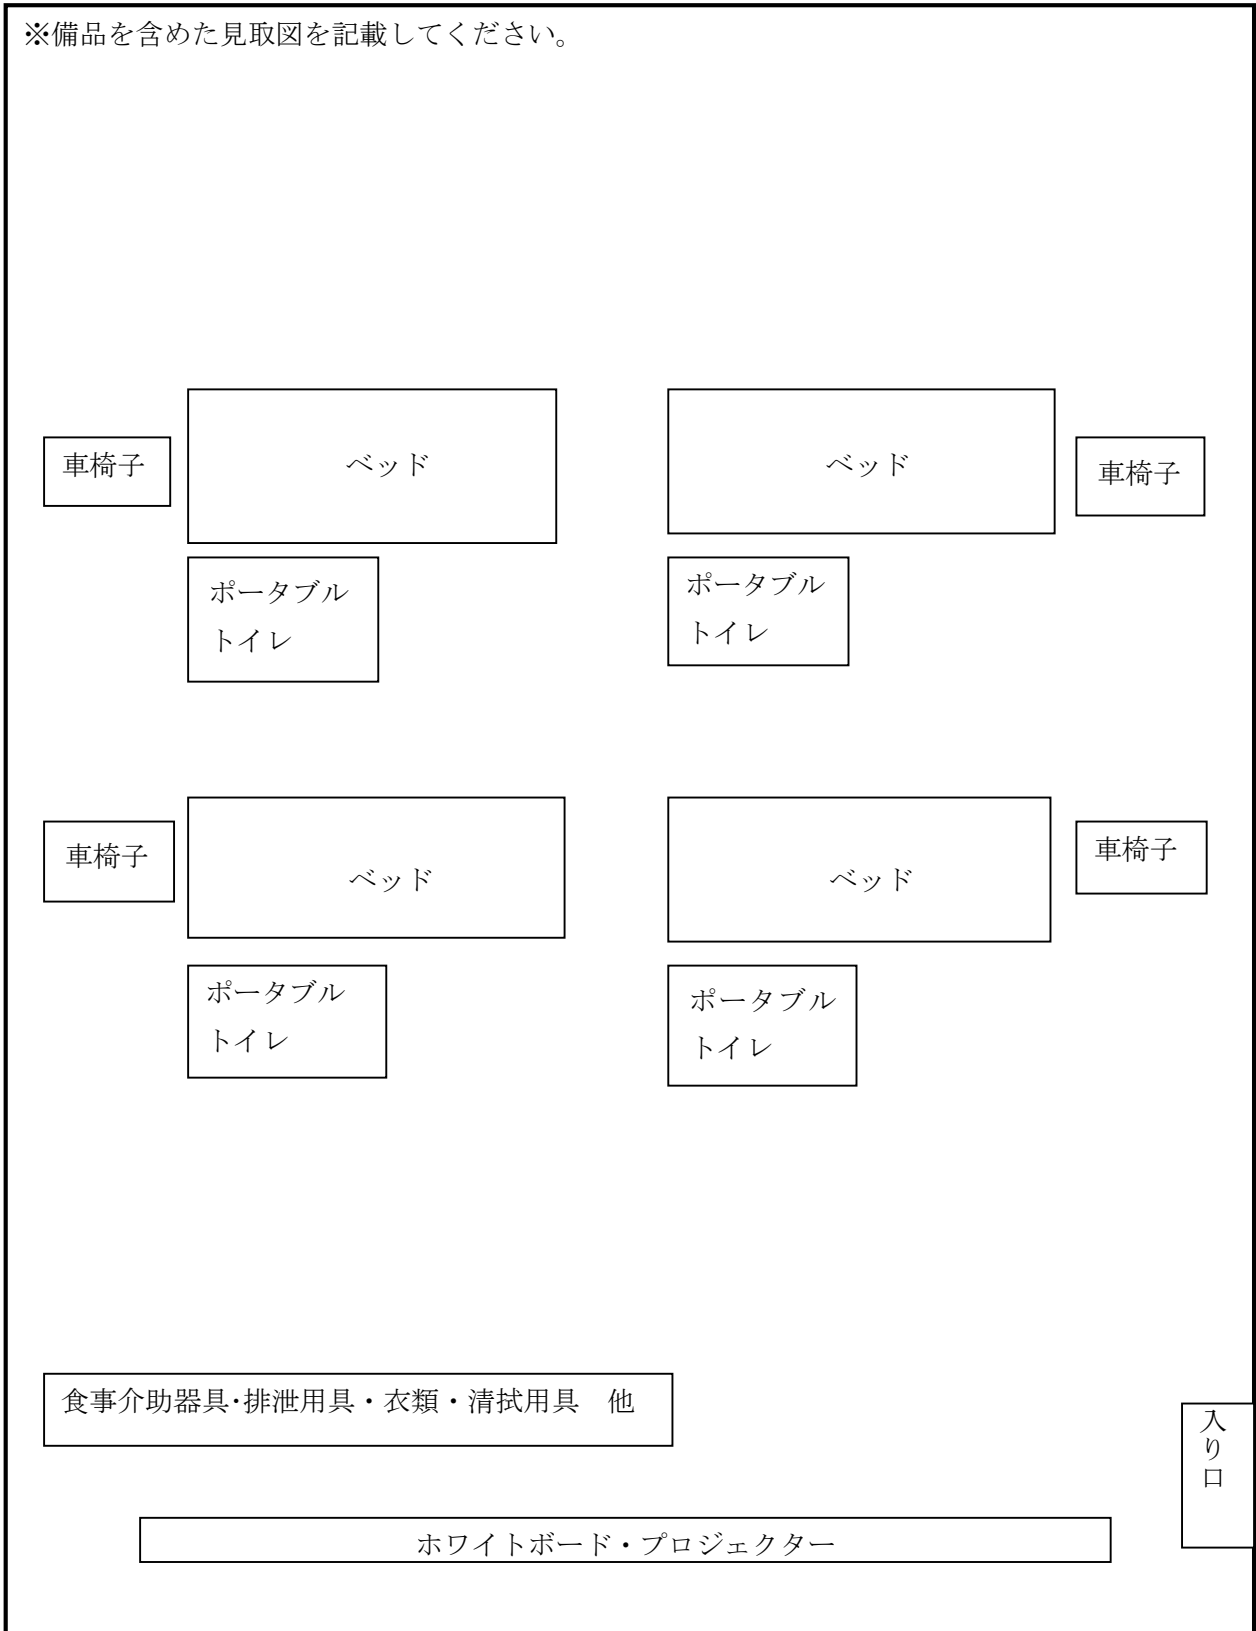 ※備品を含めた見取図を記載してください。
車椅子
ベッド
ベッド
車椅子
ポータブル
トイレ
ポータブル
トイレ
車椅子
ベッド
ベッド
車椅子
ポータブル
トイレ
ポータブル
トイレ
食事介助器具・排泄用具・衣類・清拭用具　他
入り口
ホワイトボード・プロジェクター